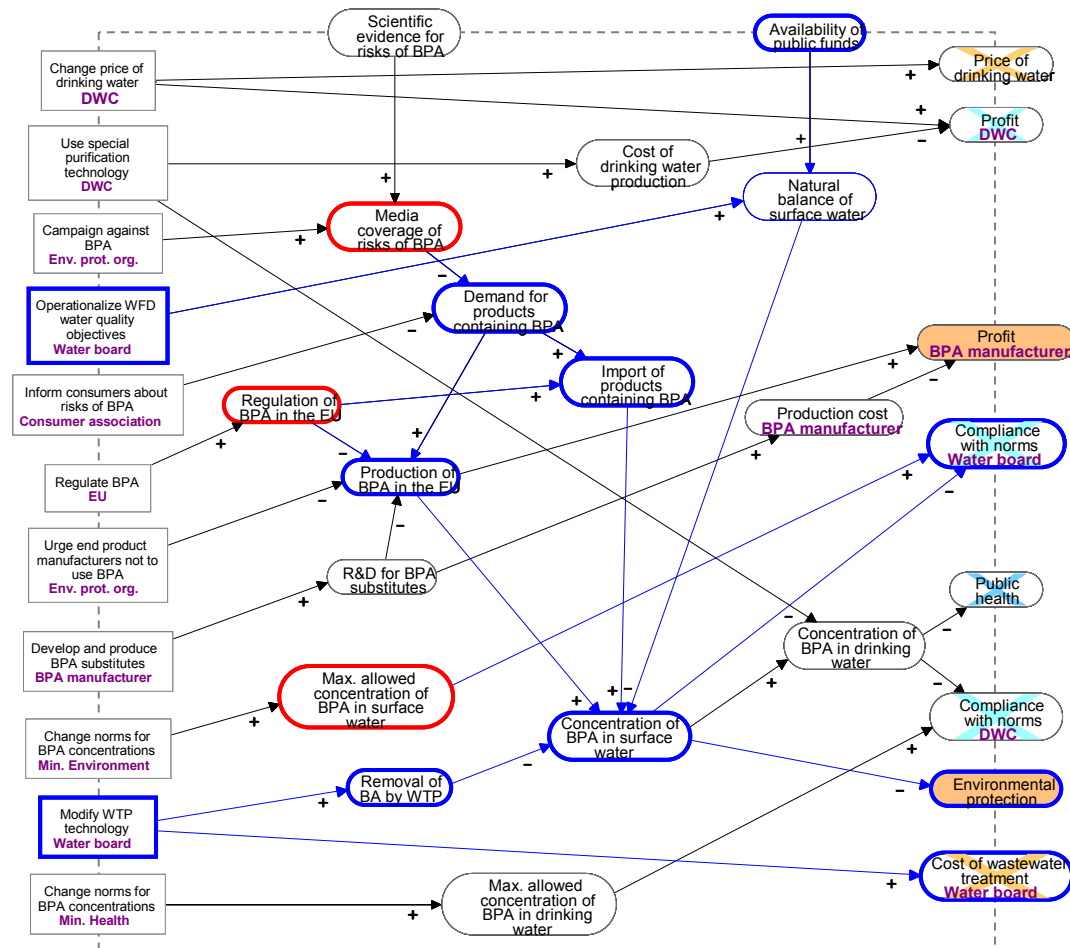 Scientific
evidence for
risks of BPA
Availability of
public funds
Change price of
drinking water
DWC
+
Price of
drinking water
+
Profit
DWC
−
Use special
purification
technology
DWC
+
+
Cost of
drinking water
production
+
Natural
balance of
surface water
+
+
Media
coverage of
risks of BPA
Campaign against
BPA
Env. prot. org.
+
−
Operationalize WFD
water quality
objectives
Water board
Demand for
products
containing BPA
−
Profit
BPA manufacturer
+
−
+
Import of
products
containing BPA
+
Inform consumers about
risks of BPA
Consumer association
Regulation of
BPA in the EU
+
Production cost
BPA manufacturer
+
Compliance
with norms
Water board
+
−
+
−
Production of
BPA in the EU
−
−
Regulate BPA
EU
Urge end product
manufacturers not to
use BPA
Env. prot. org.
R&D for BPA
substitutes
+
Public
health
−
−
Concentration of
BPA in drinking
water
−
+
Develop and produce
BPA substitutes
BPA manufacturer
Max. allowed
concentration of
BPA in surface
water
+
+
+
−
Compliance
with norms
DWC
+
Concentration of
BPA in surface
water
−
Change norms for
BPA concentrations
Min. Environment
Removal of
BA by WTP
+
Environmental
protection
−
Modify WTP
technology
Water board
Cost of wastewater
treatment
Water board
+
Change norms for
BPA concentrations
Min. Health
+
Max. allowed
concentration of
BPA in drinking
water